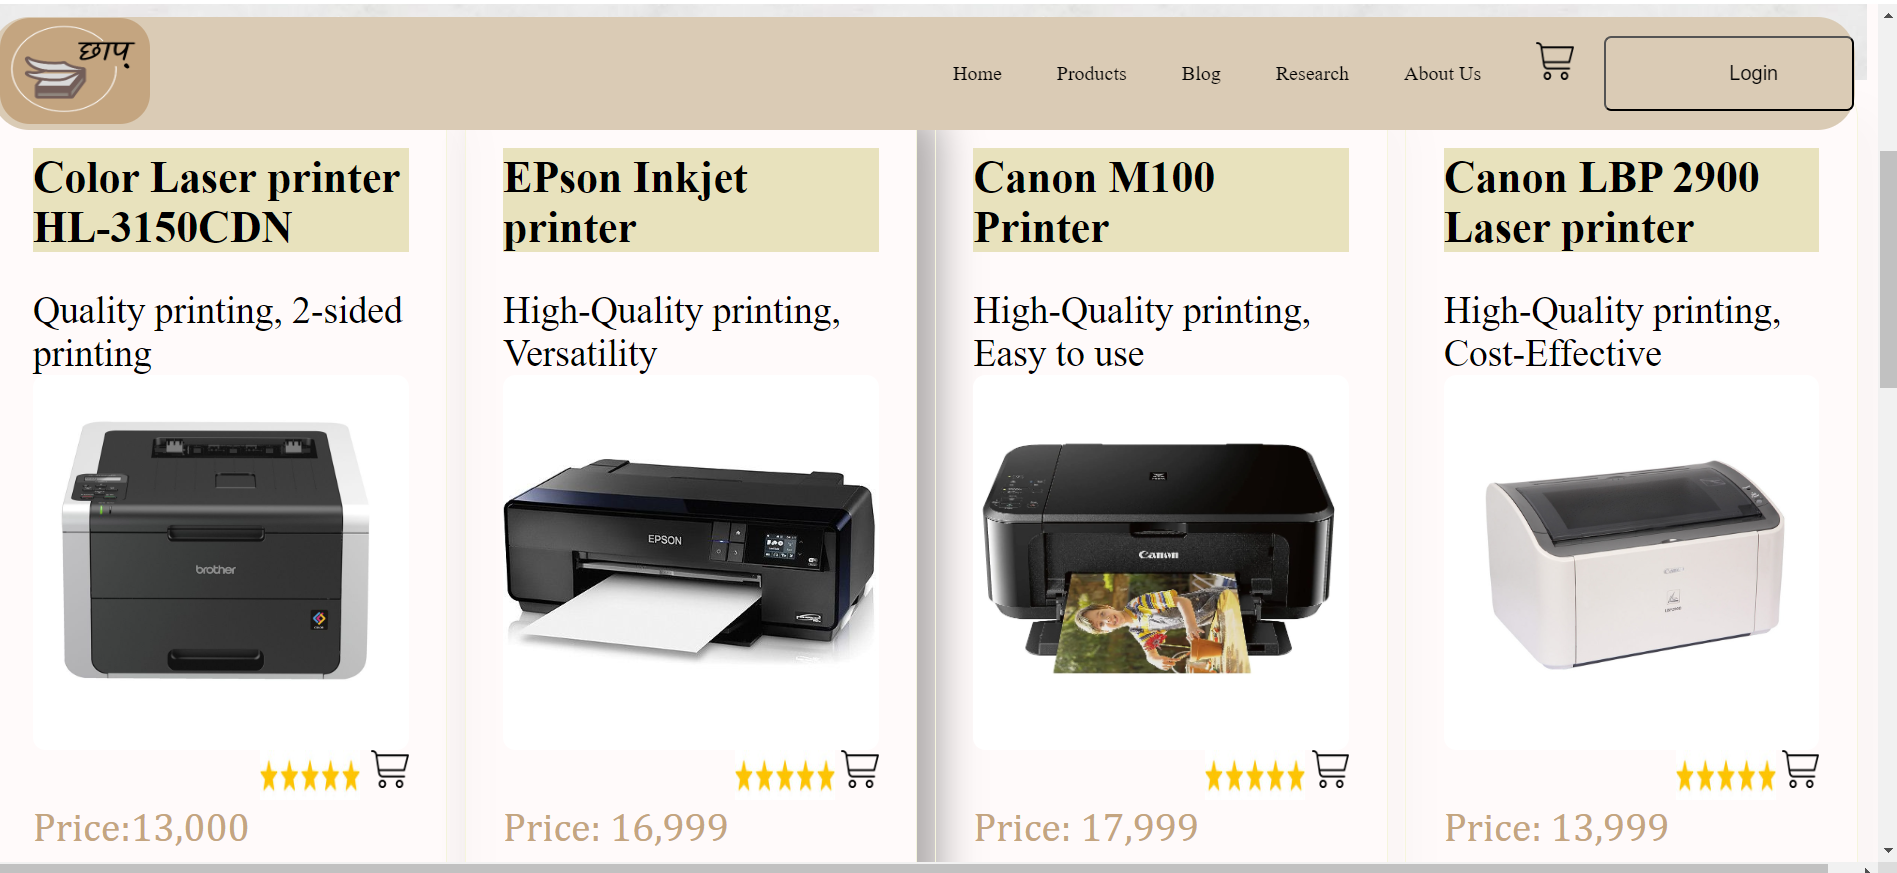 छाप
Home Products Blog Research About Us Login
Color Laser printer
HL-3150CDN
Quality printing, 2-sided
printing
brother
Price:13,000
EPson Inkjet
printer
High-Quality printing,
Versatility
EPSON
Price: 16,999
Canon M100
Printer
High-Quality printing,
Easy to use
Canon
Price: 17,999
Canon LBP 2900
Laser printer
High-Quality printing,
Cost-Effective
Price: 13,999